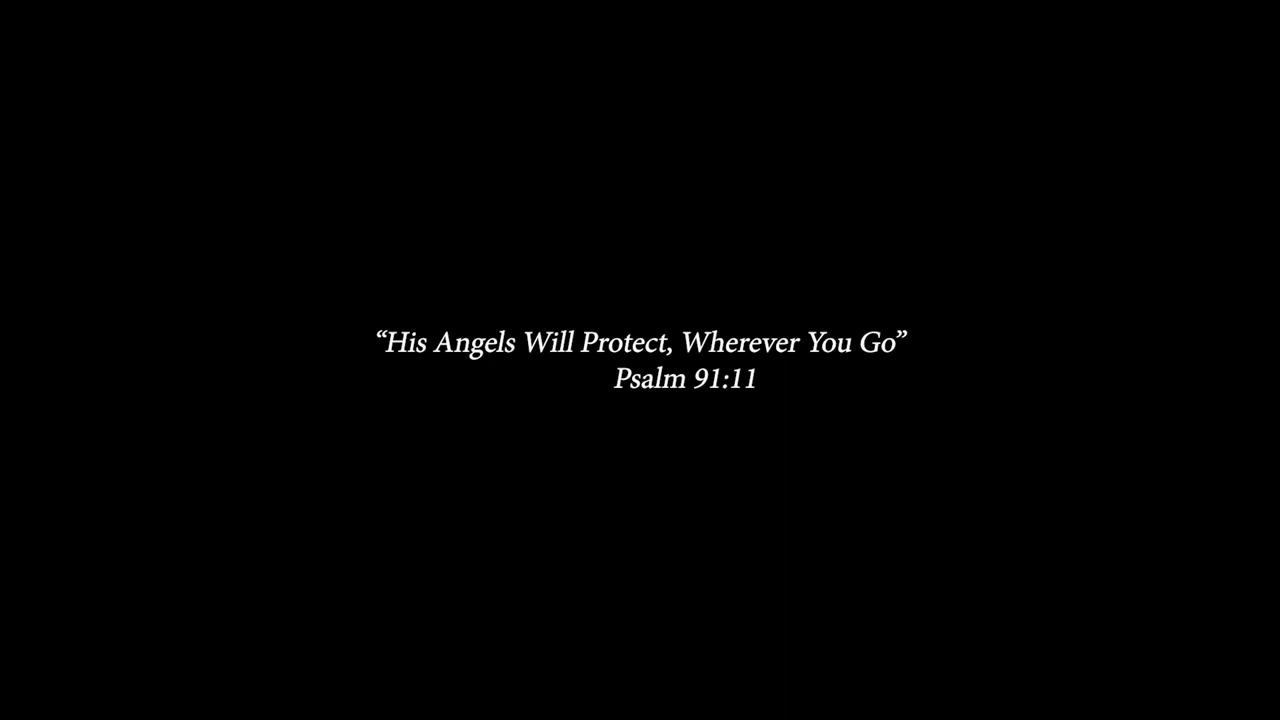 “His Angels Will Protect, Wherever You Go”
Psalm 91:11